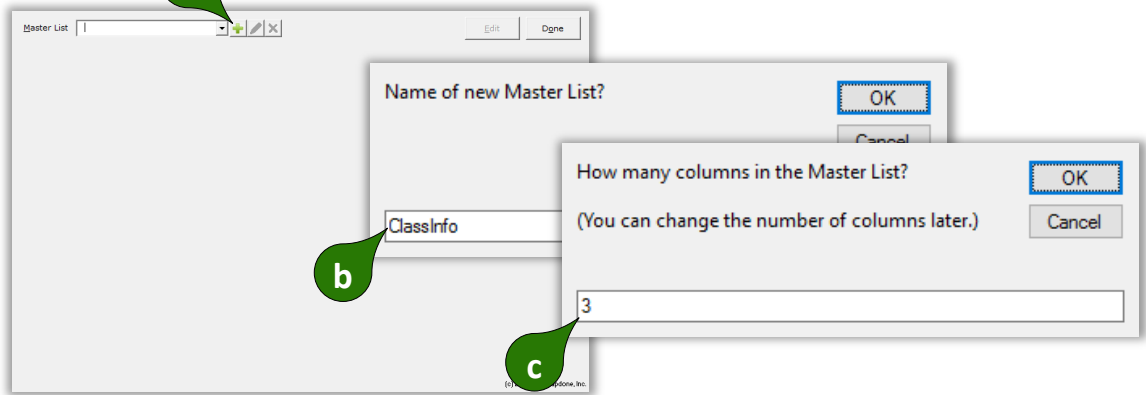 Master List
Edit
Done
Name of new Master List?
OK
Cancel
ClassInfo
b
How many columns in the Master List?
OK
(You can change the number of columns later.)
Cancel
3
c
(c)
Inc.